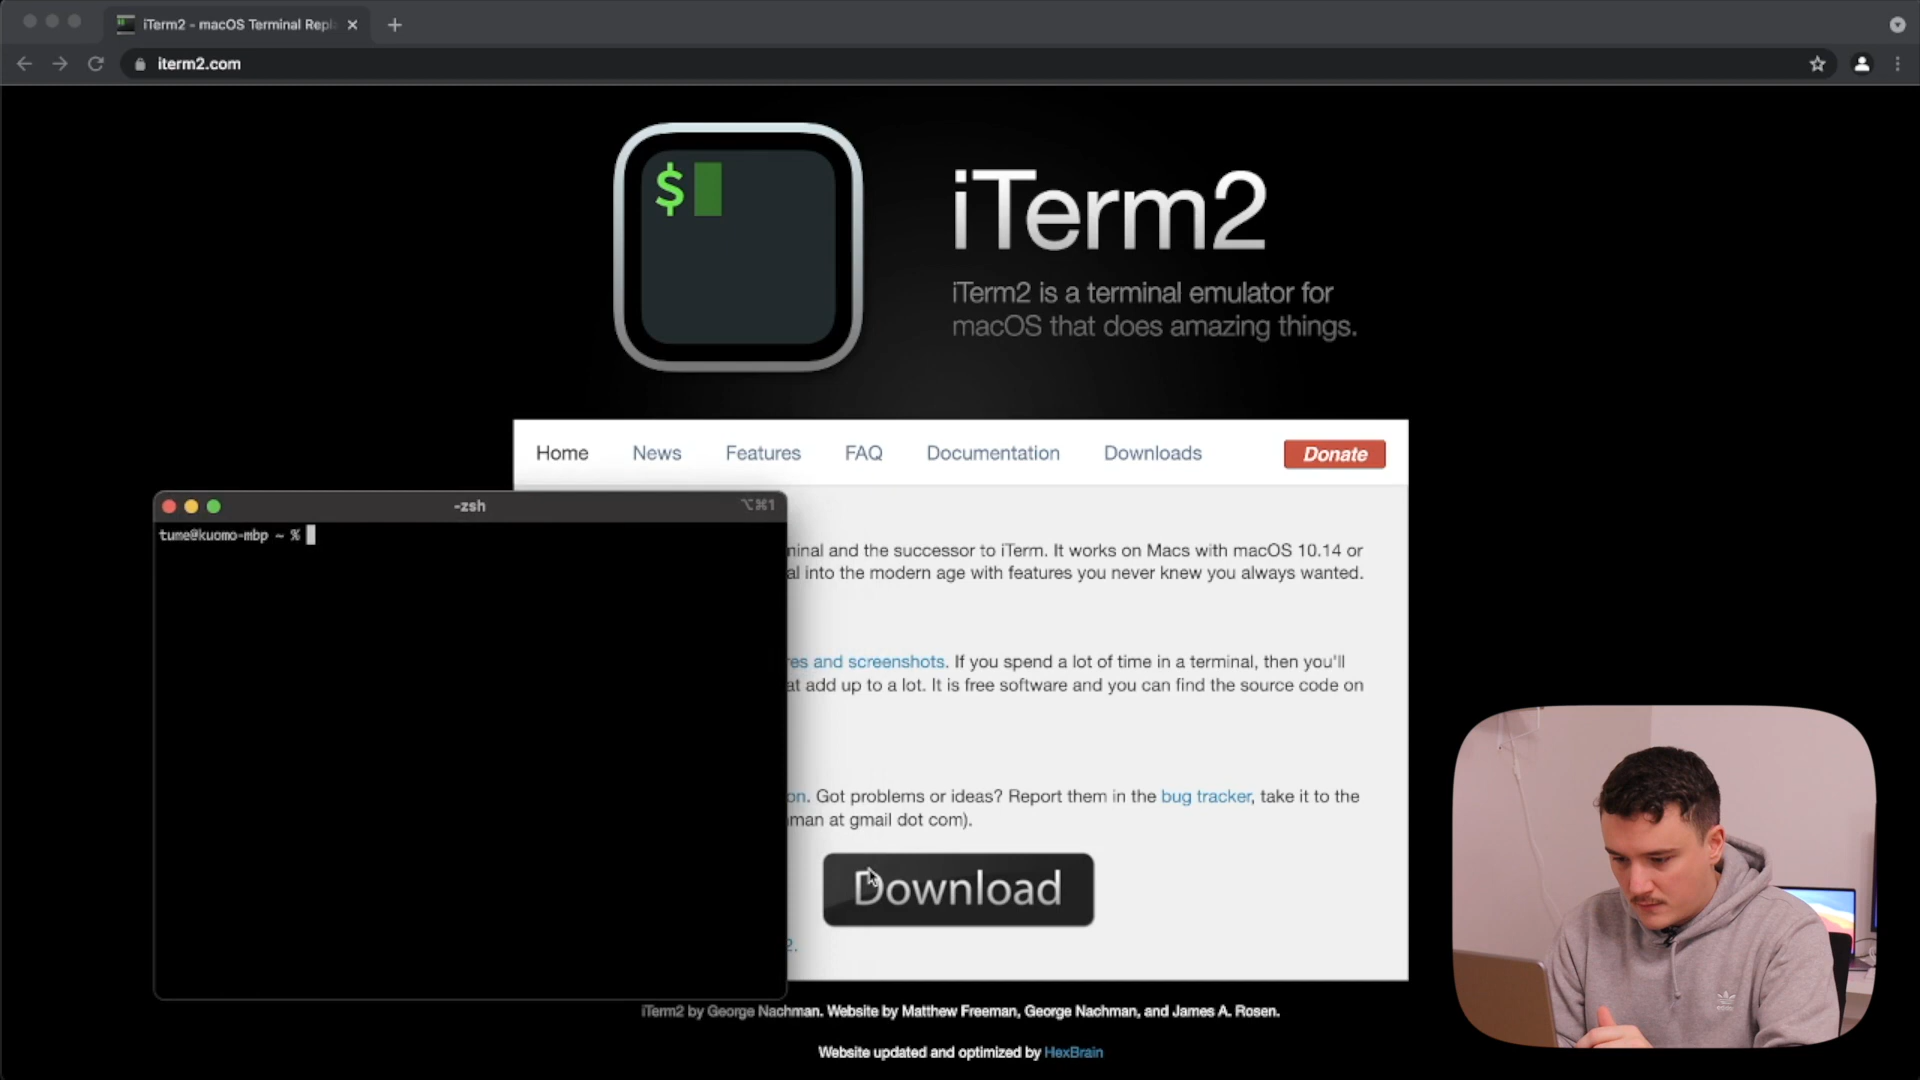 iTerm2 - macOS Terminal Repl
iterm2.com
$
iTerm2
iTerm2 is a terminal emulator for
macOS that does amazing things.
Home News Features FAQ Documentation Downloads Donate
-zsh ⌥⌘1
tume@kuomo-mbp ~ %
minal and the successor to iTerm. It works on Macs with macOS 10.14 or
al into the modern age with features you never knew you always wanted.
res and screenshots. If you spend a lot of time in a terminal, then you'll
at add up to a lot. It is free software and you can find the source code on
on. Got problems or ideas? Report them in the bug tracker, take it to the
hman at gmail dot com).
Download
2.
iTerm2 by George Nachman. Website by Matthew Freeman, George Nachman, and James A. Rosen.
Website updated and optimized by HexBrain